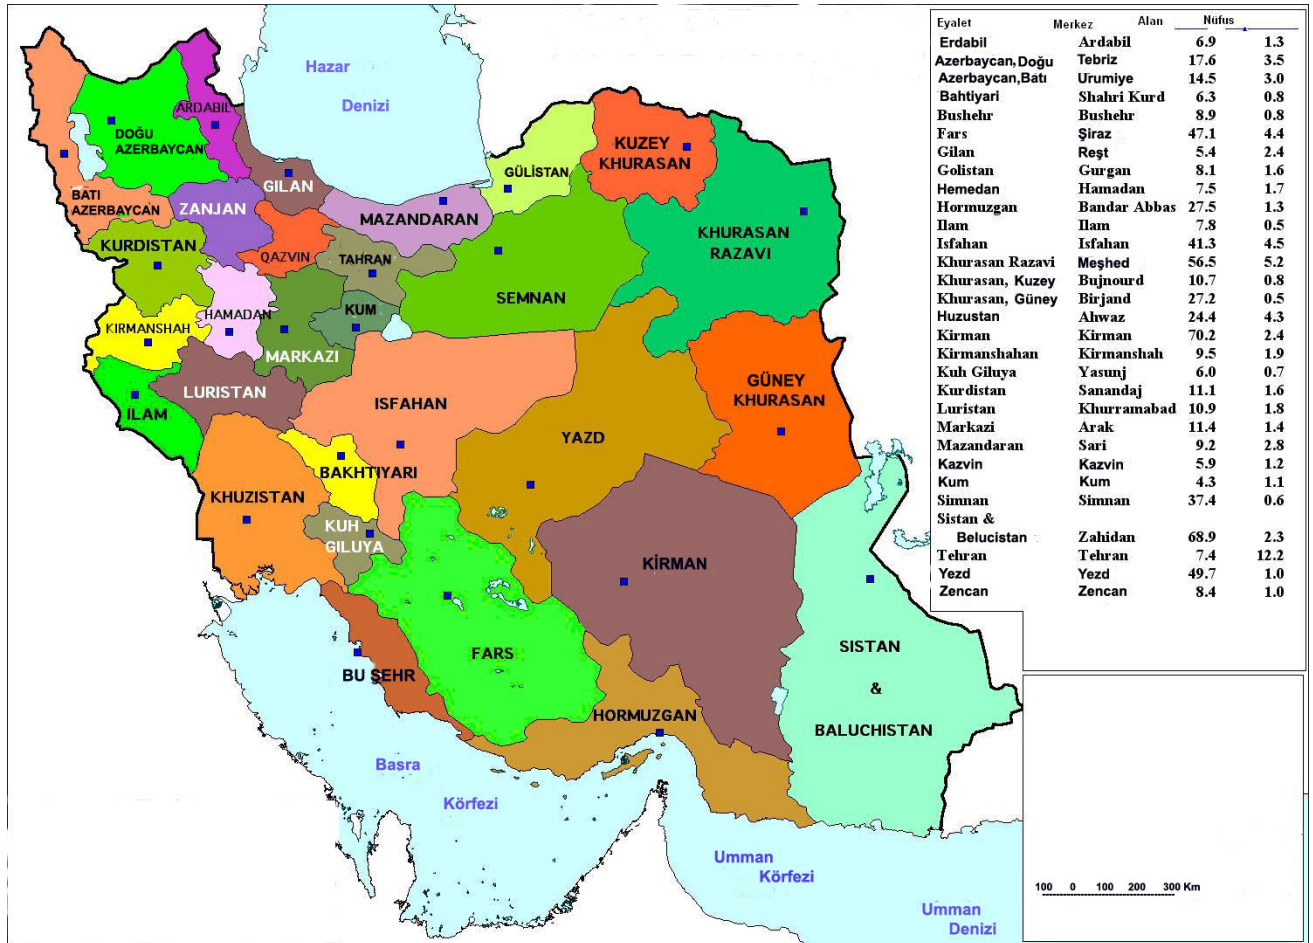 Hazar
Denizi
ARDABIL
DOĞU
AZERBAYCAN
BATI
AZERBAYCAN
ZANJAN
GILAN
GÜLİSTAN
KUZEY
KHURASAN
MAZANDARAN
KURDISTAN
QAZVIN
TAHRAN
KHURASAN
RAZAVI
SEMNAN
HAMADAN
KUM
KIRMANSHAH
MARKAZI
LURISTAN
ISFAHAN
GÜNEY
KHURASAN
ILAM
YAZD
BAKHTIYARI
KHUZISTAN
KUH
GILUYA
KİRMAN
FARS
SISTAN
&
BALUCHISTAN
BU ŞEHR
HORMUZGAN
Basra
Körfezi
Umman
Körfezi
Umman
Denizi
Eyalet Merkez Alan Nüfus
Erdabil Ardabil 6.9 1.3
Azerbaycan,Doğu Tebriz 17.6 3.5
Azerbaycan,Batı Urumiye 14.5 3.0
Bahtiyari Shahri Kurd 6.3 0.8
Bushehr Bushehr 8.9 0.8
Fars Şiraz 47.1 4.4
Gilan Reşt 5.4 2.4
Golistan Gurgan 8.1 1.6
Hemedan Hamadan 7.5 1.7
Hormuzgan Bandar Abbas 27.5 1.3
Ilam Ilam 7.8 0.5
Isfahan Isfahan 41.3 4.5
Khurasan Razavi Meşhed 56.5 5.2
Khurasan, Kuzey Bujnourd 10.7 0.8
Khurasan, Güney Birjand 27.2 0.5
Huzustan Ahwaz 24.4 4.3
Kirman Kirman 70.2 2.4
Kirmanshahan Kirmanshah 9.5 1.9
Kuh Giluya Yasunj 6.0 0.7
Kurdistan Sanandaj 11.1 1.6
Luristan Khurramabad 10.9 1.8
Markazi Arak 11.4 1.4
Mazandaran Sari 9.2 2.8
Kazvin Kazvin 5.9 1.2
Kum Kum 4.3 1.1
Simnan Simnan 37.4 0.6
Sistan &
Belucistan Zahidan 68.9 2.3
Tehran Tehran 7.4 12.2
Yezd Yezd 49.7 1.0
Zencan Zencan 8.4 1.0
100 0 100 200 300 Km